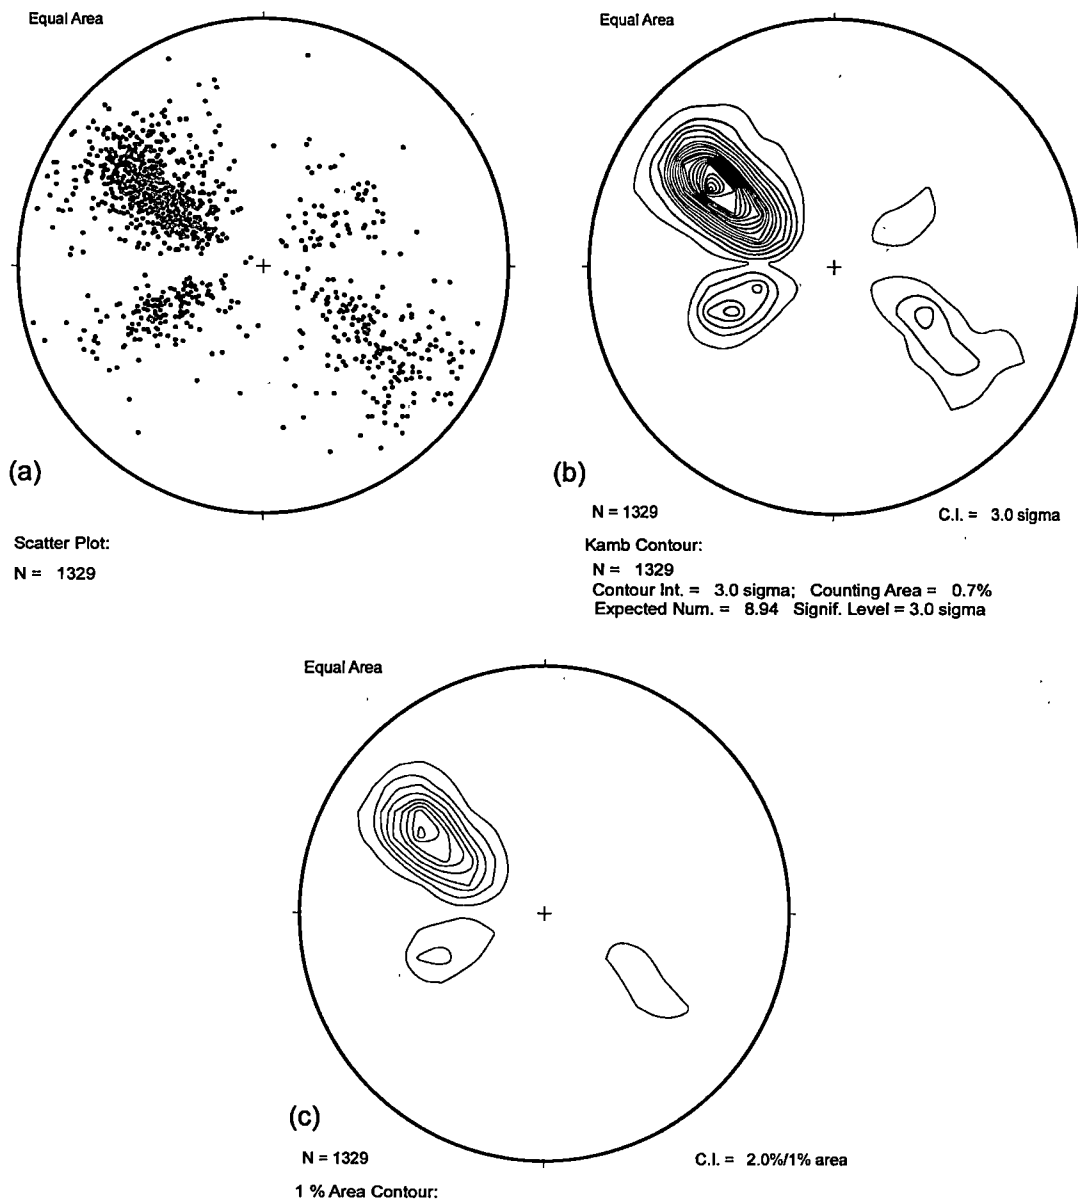 Equal Area
Equal Area
(a)
(b)
N = 1329
C.I. = 3.0 sigma
Scatter Plot:
N = 1329
Kamb Contour:
N = 1329
Contour Int. = 3.0 sigma; Counting Area = 0.7%
Expected Num. = 8.94 Signif. Level = 3.0 sigma
Equal Area
(c)
N = 1329
C.I. = 2.0%/1% area
1 % Area Contour: